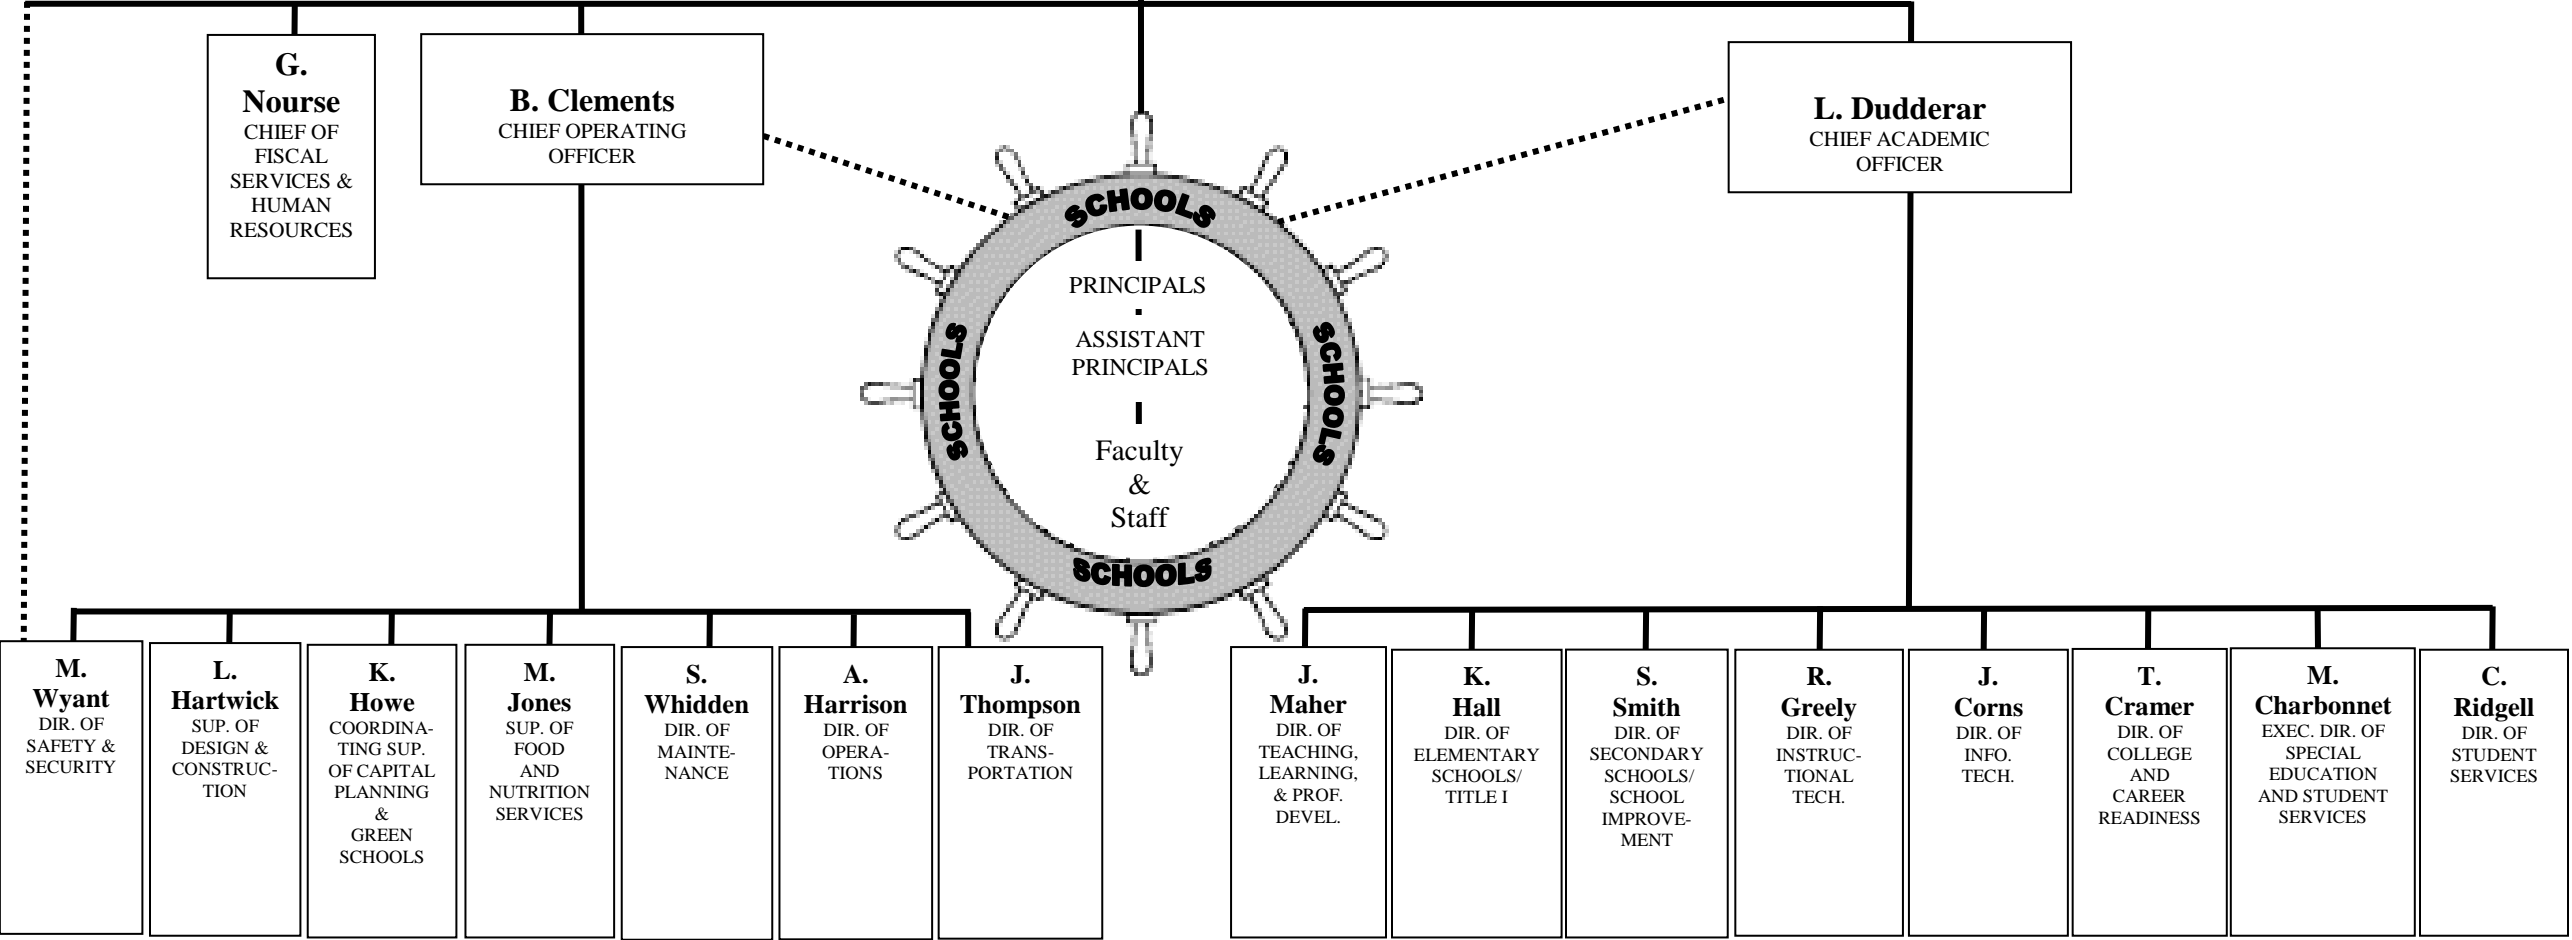 G.
Nourse
CHIEF OF
FISCAL
SERVICES &
HUMAN
RESOURCES
B. Clements
CHIEF OPERATING
OFFICER
L. Dudderar
CHIEF ACADEMIC
OFFICER
SCHOOLS
SCHOOLS
SCHOOLS
SCHOOLS
PRINCIPALS
ASSISTANT
PRINCIPALS
Faculty
&
Staff
M.
Wyant
DIR. OF
SAFETY &
SECURITY
L.
Hartwick
SUP. OF
DESIGN &
CONSTRUC-
TION
K.
Howe
COORDINA-
TING SUP.
OF CAPITAL
PLANNING
&
GREEN
SCHOOLS
M.
Jones
SUP. OF
FOOD
AND
NUTRITION
SERVICES
S.
Whidden
DIR. OF
MAINTE-
NANCE
A.
Harrison
DIR. OF
OPERA-
TIONS
J.
Thompson
DIR. OF
TRANS-
PORTATION
J.
Maher
DIR. OF
TEACHING,
LEARNING,
& PROF.
DEVEL.
K.
Hall
DIR. OF
ELEMENTARY
SCHOOLS/
TITLE I
S.
Smith
DIR. OF
SECONDARY
SCHOOLS/
SCHOOL
IMPROVE-
MENT
R.
Greely
DIR. OF
INSTRUC-
TIONAL
TECH.
J.
Corns
DIR. OF
INFO.
TECH.
T.
Cramer
DIR. OF
COLLEGE
AND
CAREER
READINESS
M.
Charbonnet
EXEC. DIR. OF
SPECIAL
EDUCATION
AND STUDENT
SERVICES
C.
Ridgell
DIR. OF
STUDENT
SERVICES